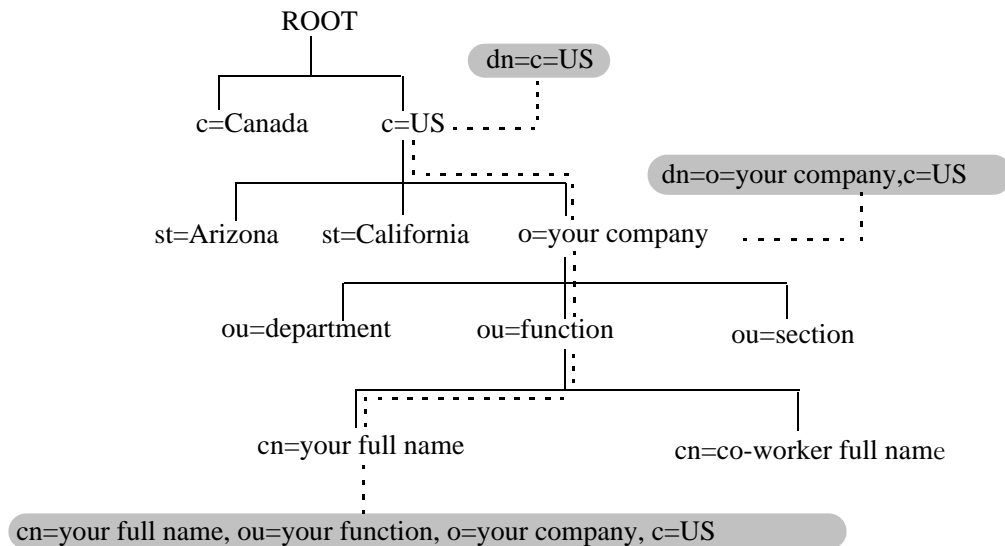 ROOT
dn=c=US
c=Canada
c=US
dn=o=your company,c=US
st=Arizona
st=California
o=your company
ou=department
ou=function
ou=section
cn=your full name
cn=co-worker full name
cn=your full name, ou=your function, o=your company, c=US